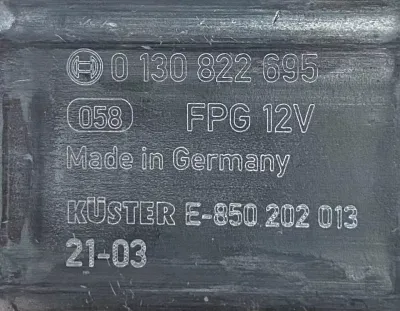 0 130 822 695
058 FPG 12V
Made in Germany
KÜSTER E-850 202 013
21-03